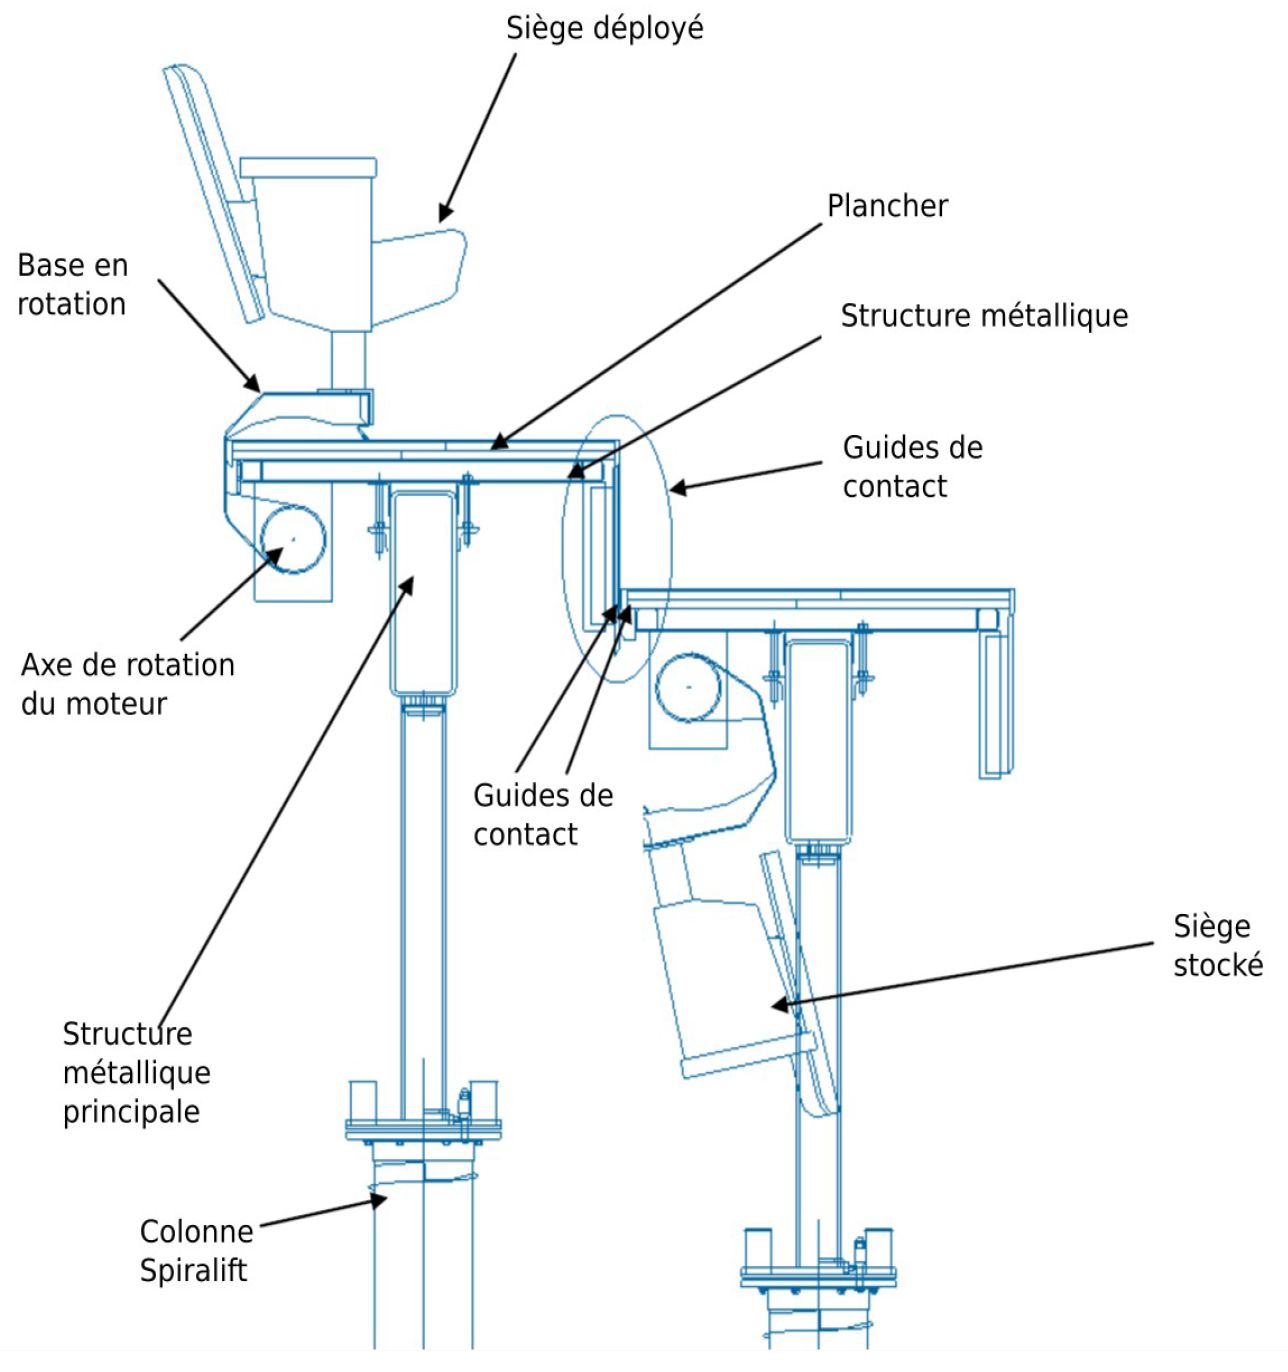 Siège déployé
Plancher
Base en
rotation
Structure métallique
Guides de
contact
Axe de rotation
du moteur
Guides de
contact
Siège
stocké
Structure
métallique
principale
Colonne
Spiralift